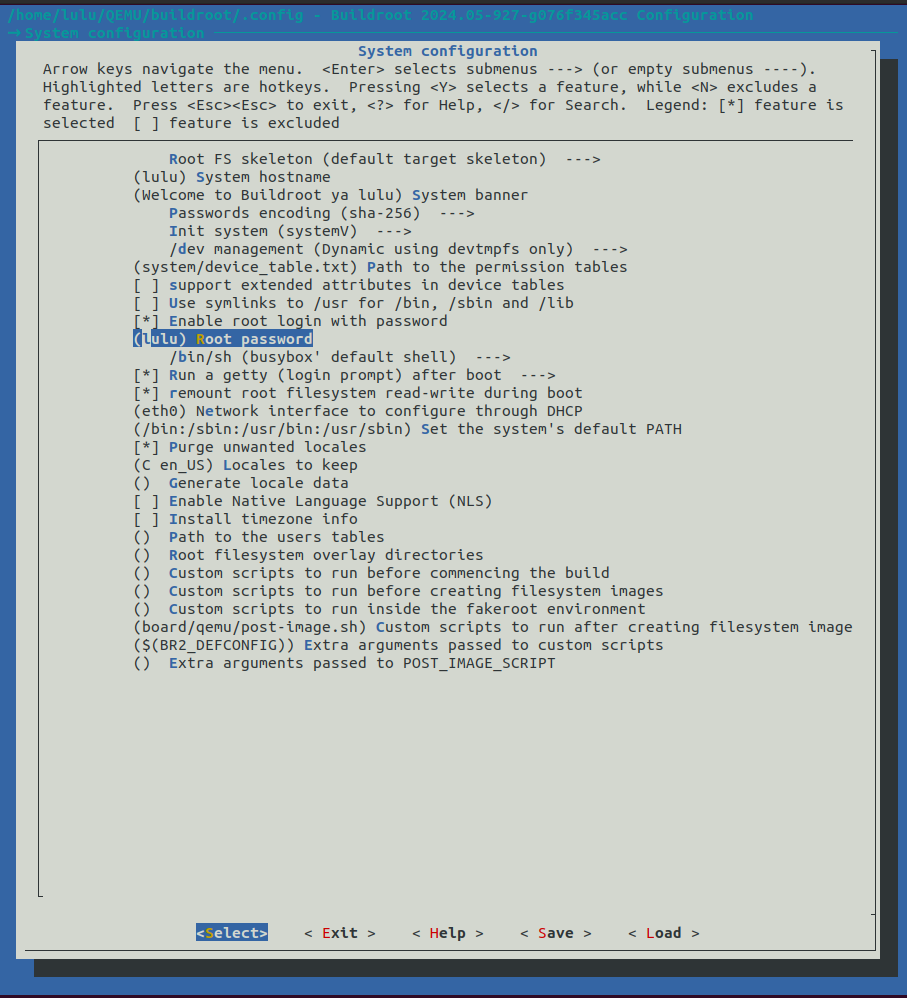 /home/lulu/QEMU/buildroot/.config - Buildroot 2024.05-927-g076f345acc Configuration
→ System configuration
System configuration
Arrow keys navigate the menu.  <Enter> selects submenus ---> (or empty submenus ----).
Highlighted letters are hotkeys.  Pressing <Y> selects a feature, while <N> excludes a
feature.  Press <Esc><Esc> to exit, <?> for Help, </> for Search.  Legend: [*] feature is
selected  [ ] feature is excluded
Root FS skeleton (default target skeleton)  --->
(lulu) System hostname
(Welcome to Buildroot ya lulu) System banner
Passwords encoding (sha-256)  --->
Init system (systemV)  --->
/dev management (Dynamic using devtmpfs only)  --->
(system/device_table.txt) Path to the permission tables
[ ] support extended attributes in device tables
[ ] Use symlinks to /usr for /bin, /sbin and /lib
[*] Enable root login with password
(lulu) Root password
/bin/sh (busybox' default shell)  --->
[*] Run a getty (login prompt) after boot  --->
[*] remount root filesystem read-write during boot
(eth0) Network interface to configure through DHCP
(/bin:/sbin:/usr/bin:/usr/sbin) Set the system's default PATH
[*] Purge unwanted locales
(C en_US) Locales to keep
()  Generate locale data
[ ] Enable Native Language Support (NLS)
[ ] Install timezone info
()  Path to the users tables
()  Root filesystem overlay directories
()  Custom scripts to run before commencing the build
()  Custom scripts to run before creating filesystem images
()  Custom scripts to run inside the fakeroot environment
(board/qemu/post-image.sh) Custom scripts to run after creating filesystem image
($(BR2_DEFCONFIG)) Extra arguments passed to custom scripts
()  Extra arguments passed to POST_IMAGE_SCRIPT
<Select>    < Exit >    < Help >    < Save >    < Load >